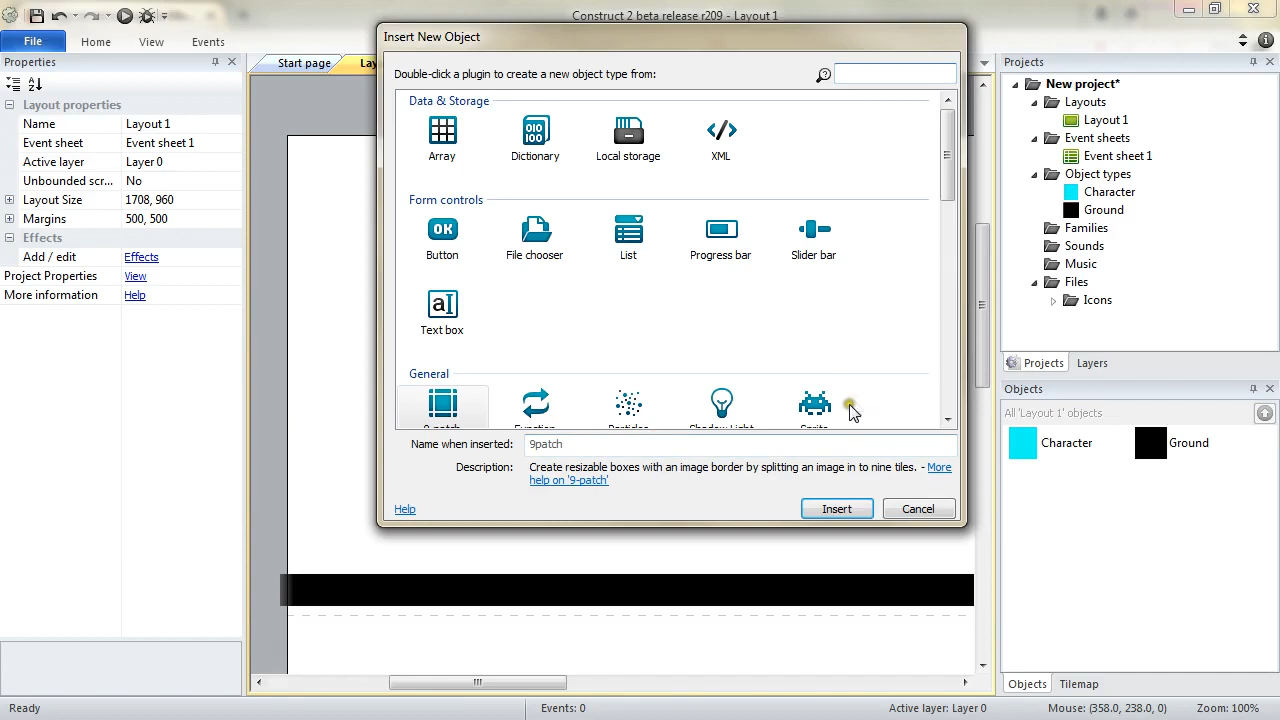 Construct 2 beta release r209 - Layout 1
File Home View Events
Properties
Layout properties
Name Layout 1
Event sheet Event sheet 1
Active layer Layer 0
Unbounded scr... No
Layout Size 1708, 960
Margins 500, 500
Effects
Add / edit Effects
Project Properties View
More information Help
Start page
Insert New Object
Double-click a plugin to create a new object type from:
Data & Storage
Array Dictionary Local storage XML
Form controls
OK
Button File chooser List Progress bar Slider bar
aI
Text box
General
Name when inserted: 9patch
Description: Create resizable boxes with an image border by splitting an image in to nine tiles. - More
help on '9-patch'
Help Insert Cancel
Projects
New project*
Layouts
Layout 1
Event sheets
Event sheet 1
Object types
Character
Ground
Families
Sounds
Music
Files
Icons
Projects Layers
Objects
All 'Layout 1' objects
Character Ground
Objects Tilemap
Ready Events: 0 Active layer: Layer 0 Mouse: (358.0, 238.0, 0) Zoom: 100%